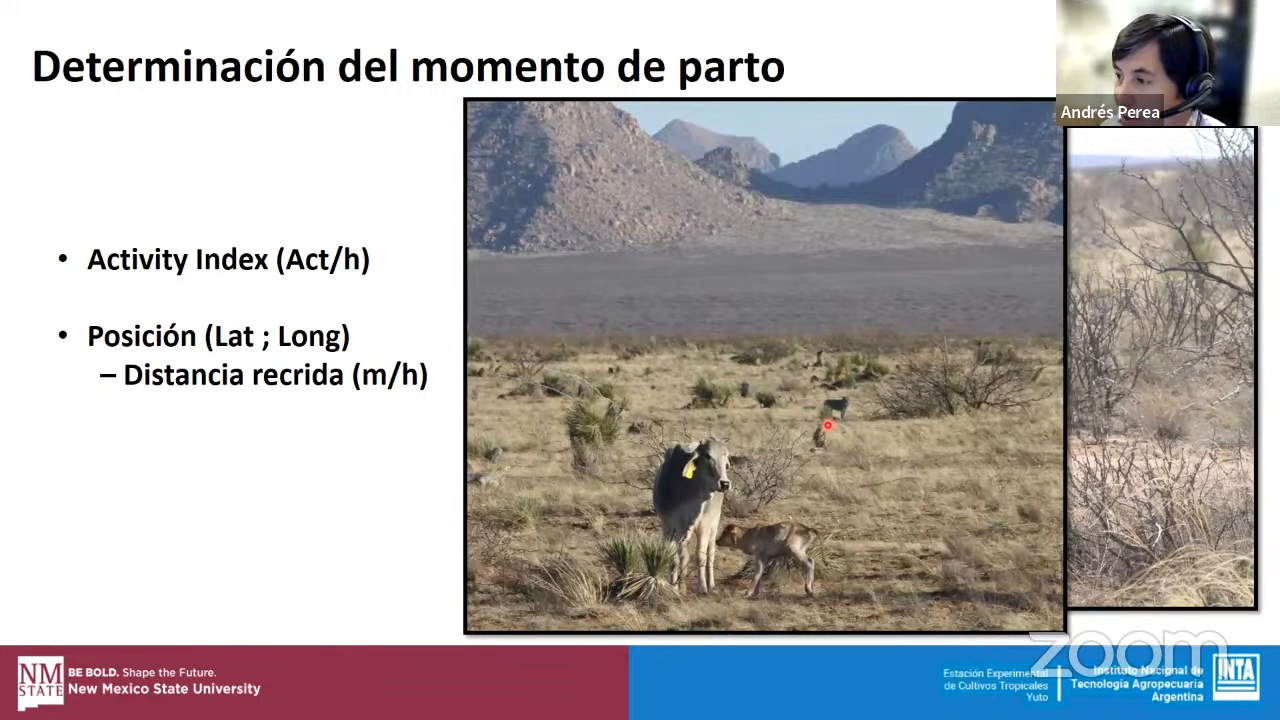 Determinación del momento de parto
Andrés Perea
• Activity Index (Act/h)
• Posición (Lat ; Long)
– Distancia recrida (m/h)
NM
STATE
BE BOLD. Shape the Future.
New Mexico State University
Estación Experimental
de Cultivos Tropicales
Yuto
zoom
Instituto Nacional de
Tecnología Agropecuaria
Argentina
INTA